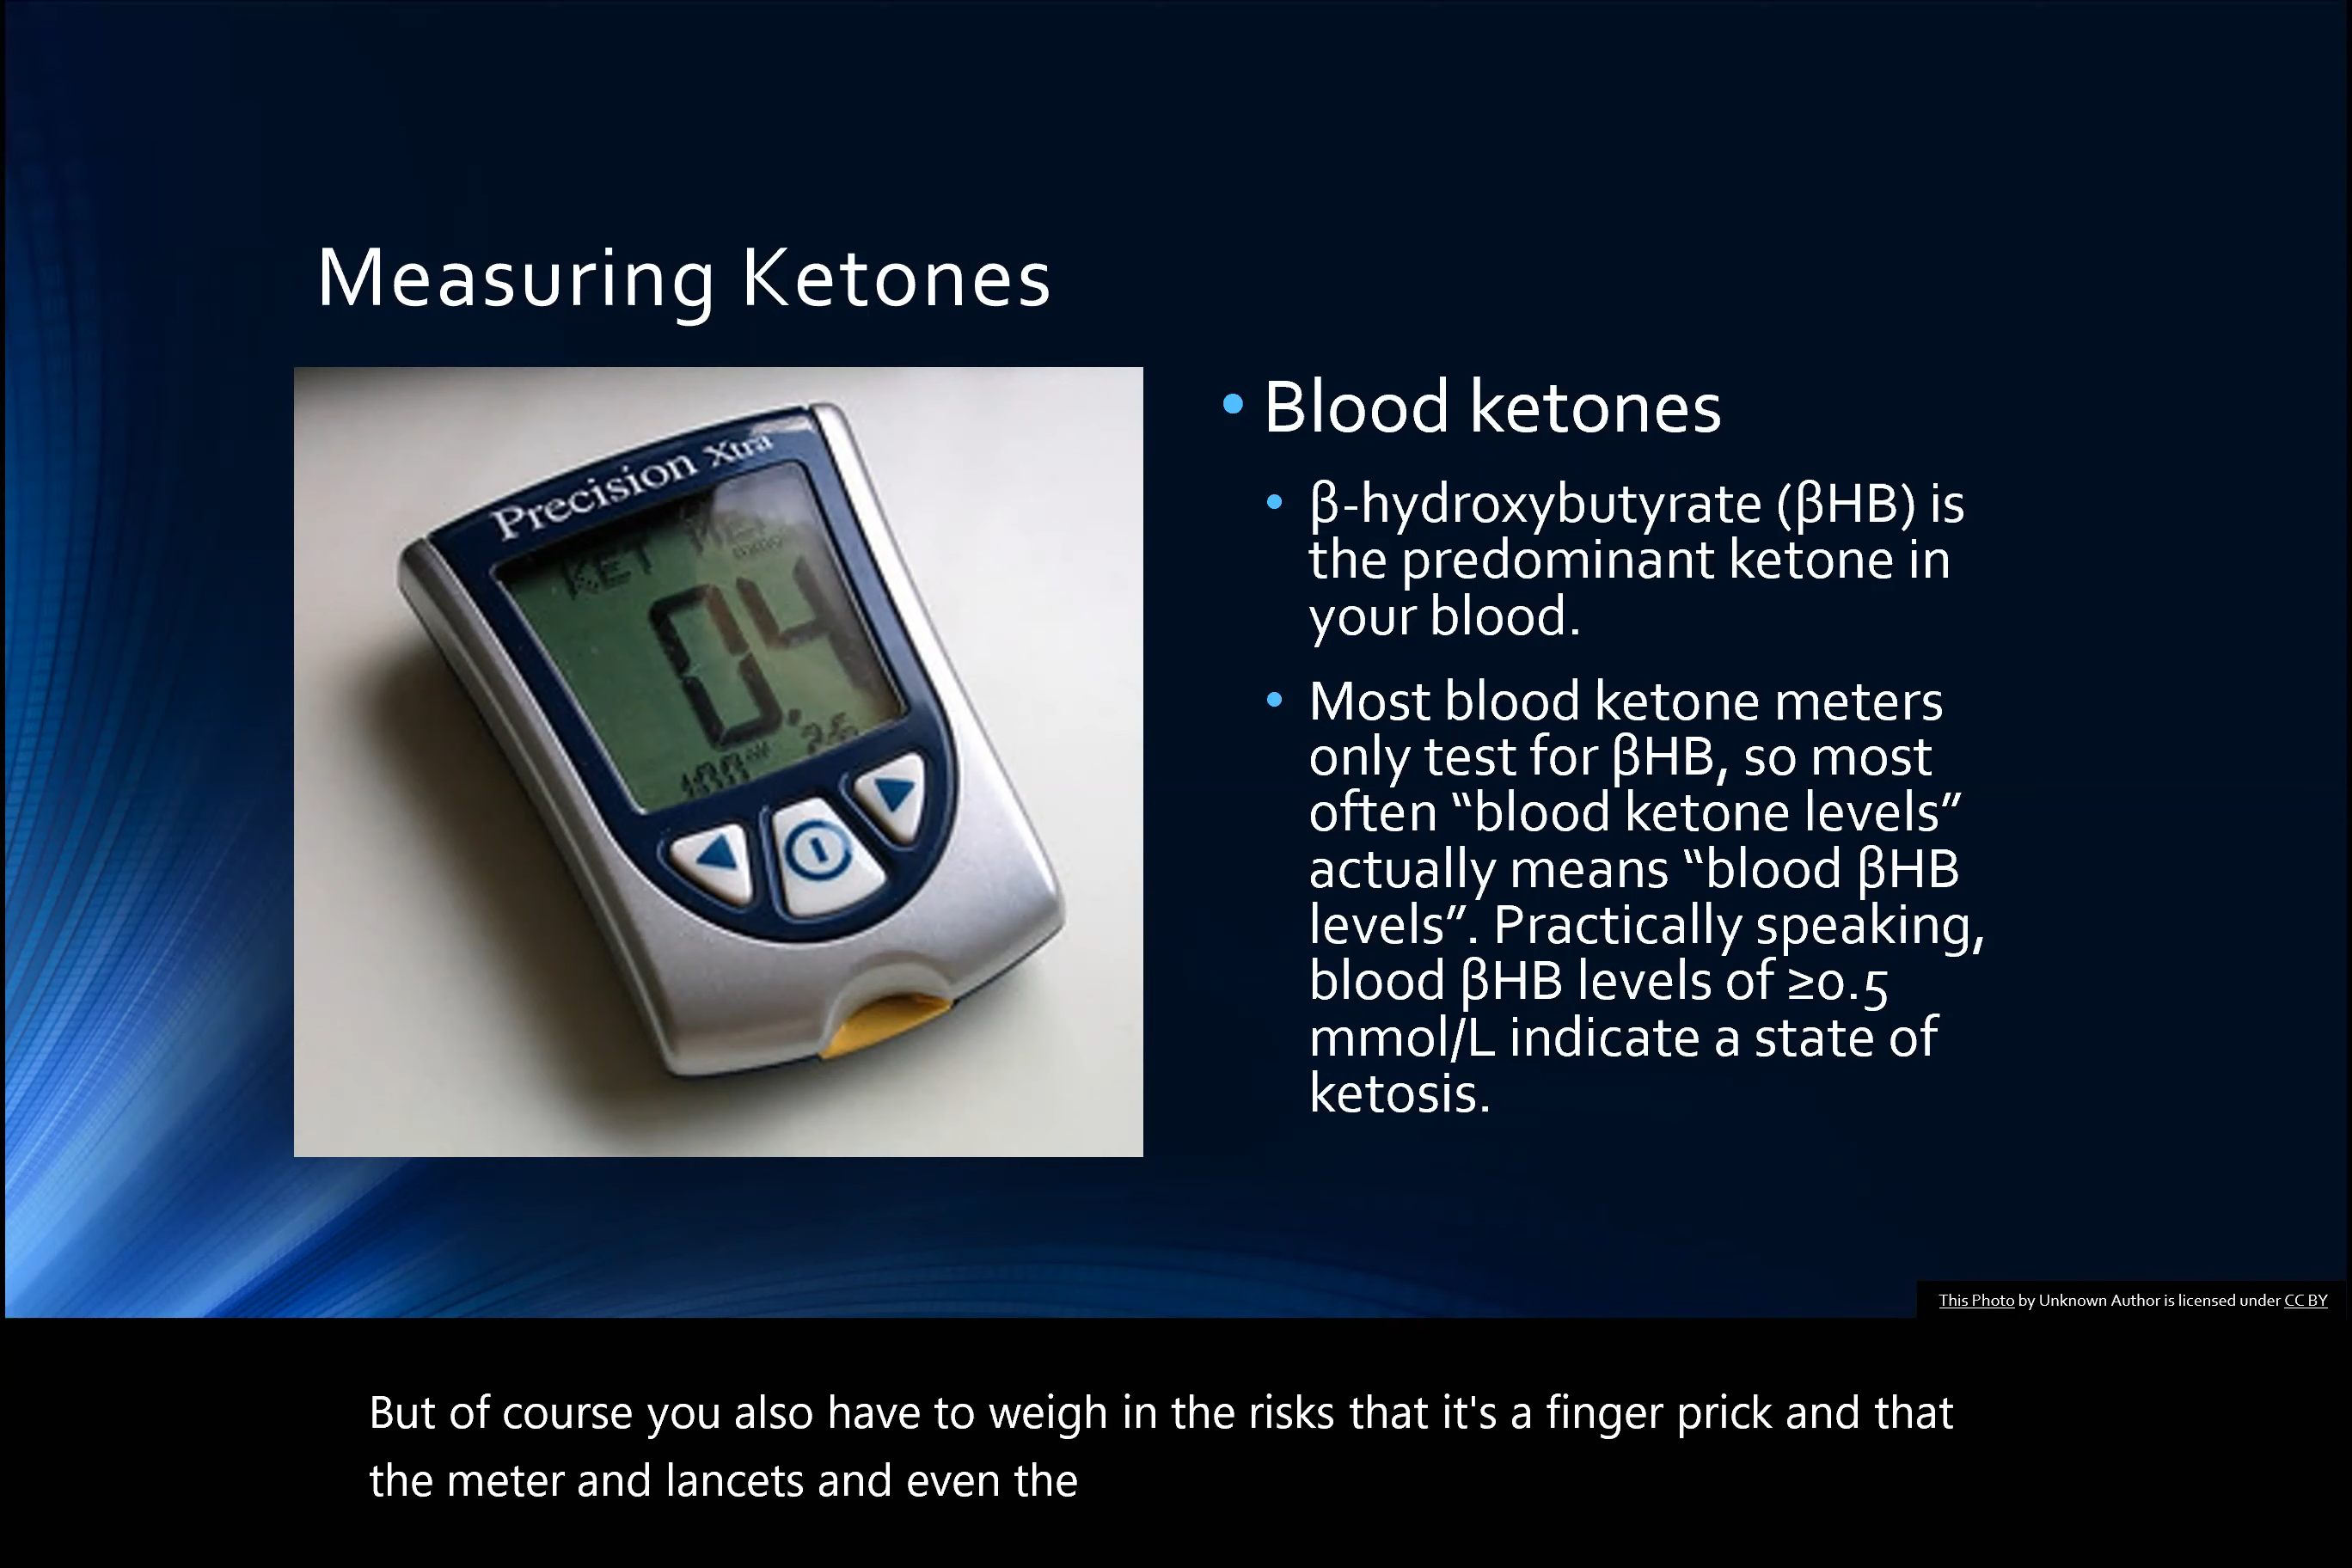 Measuring Ketones
Precision Xtra
KET
0.4
• Blood ketones
• β-hydroxybutyrate (βHB) is
the predominant ketone in
your blood.
• Most blood ketone meters
only test for βHB, so most
often “blood ketone levels”
actually means “blood βHB
levels”. Practically speaking,
blood βHB levels of ≥0.5
mmol/L indicate a state of
ketosis.
This Photo by Unknown Author is licensed under CC BY
But of course you also have to weigh in the risks that it's a finger prick and that
the meter and lancets and even the